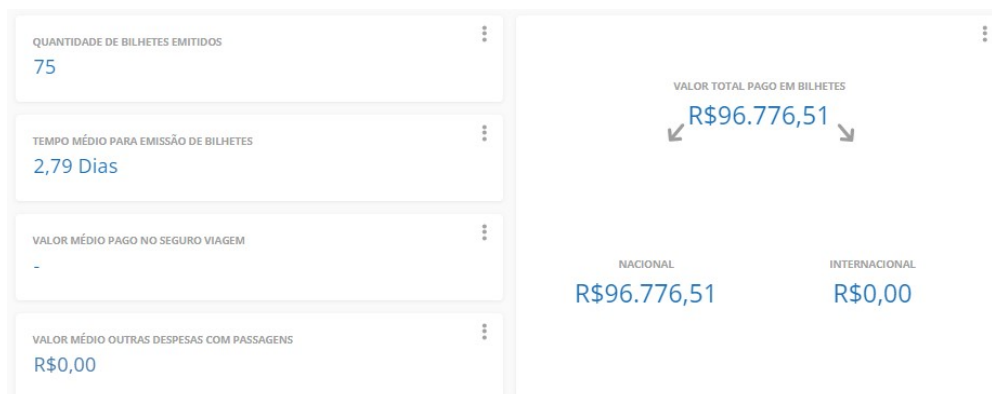 QUANTIDADE DE BILHETES EMITIDOS
75
TEMPO MÉDIO PARA EMISSÃO DE BILHETES
2,79 Dias
VALOR MÉDIO PAGO NO SEGURO VIAGEM
-
VALOR MÉDIO OUTRAS DESPESAS COM PASSAGENS
R$0,00
VALOR TOTAL PAGO EM BILHETES
R$96.776,51
NACIONAL
R$96.776,51
INTERNACIONAL
R$0,00